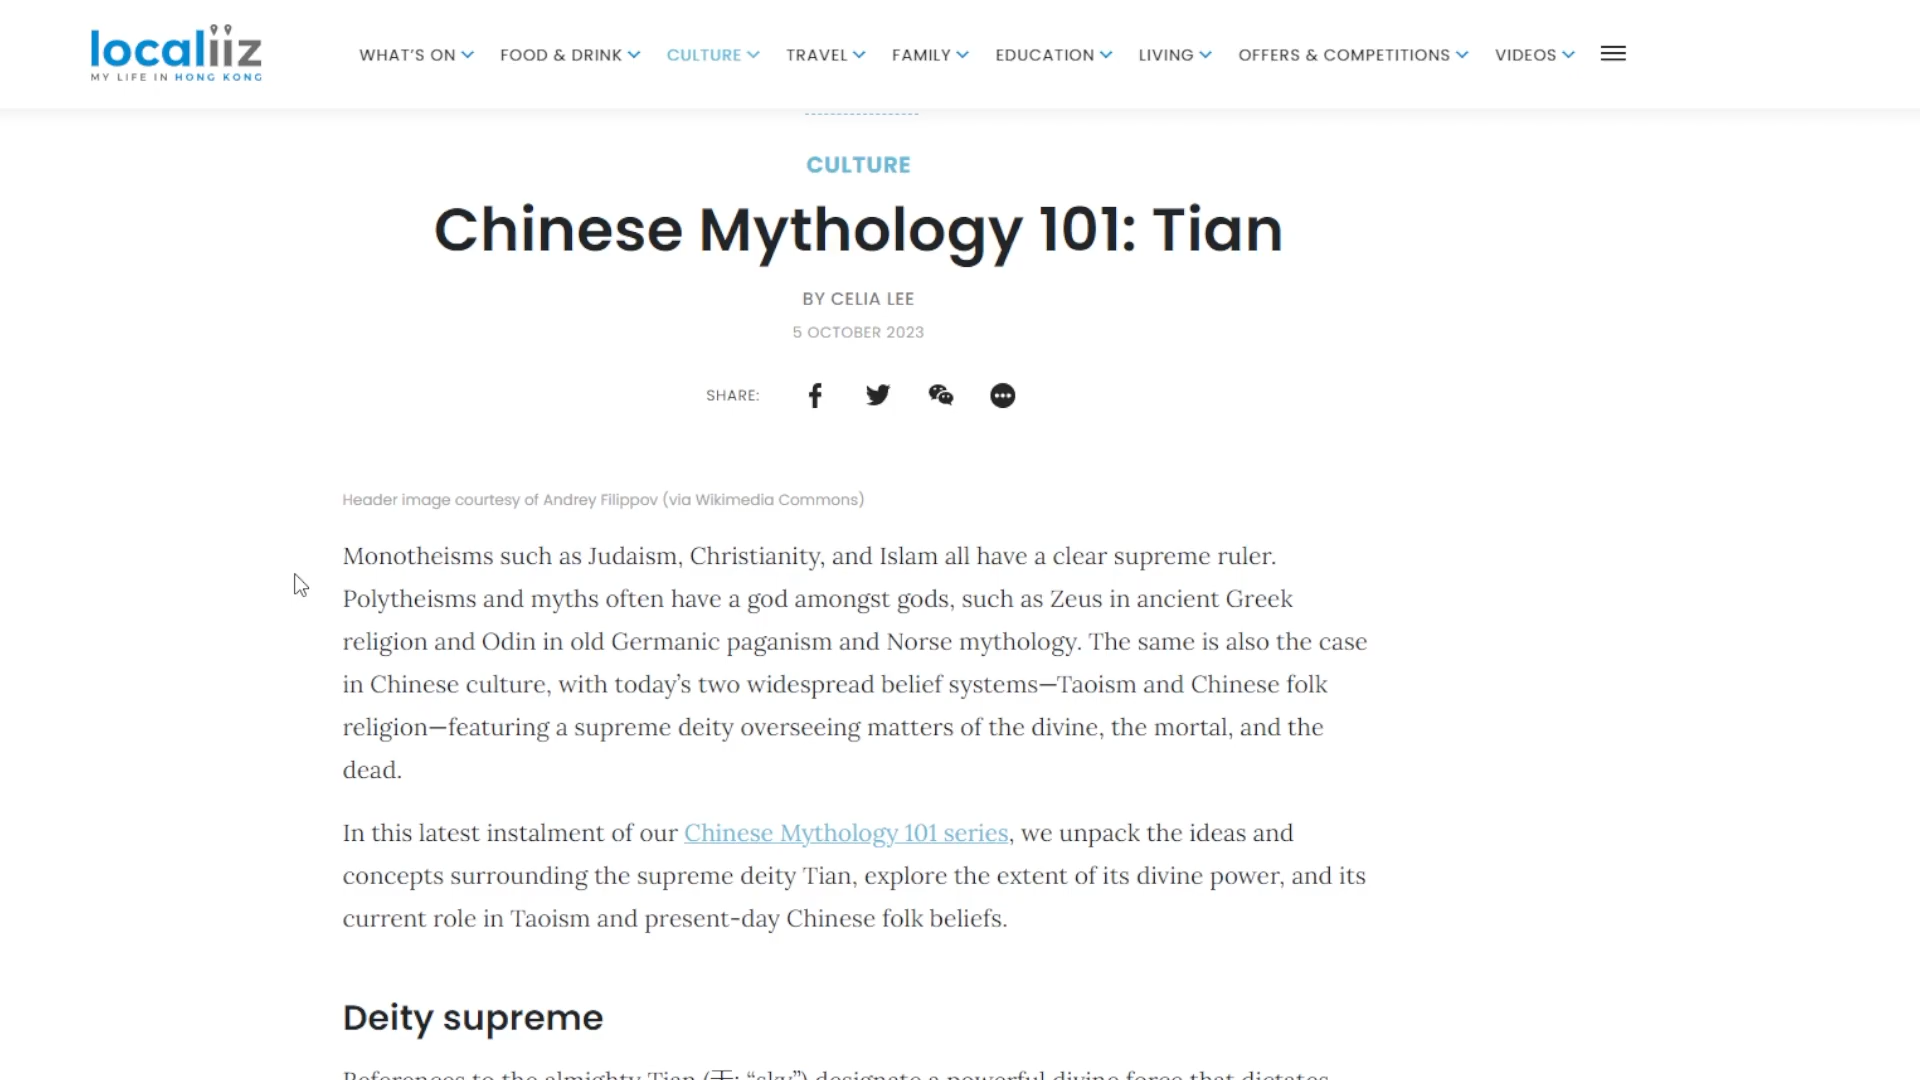 localiiz
MY LIFE IN HONG KONG
WHAT'S ON FOOD & DRINK CULTURE TRAVEL FAMILY EDUCATION LIVING OFFERS & COMPETITIONS VIDEOS
CULTURE
Chinese Mythology 101: Tian
BY CELIA LEE
5 OCTOBER 2023
SHARE:
Header image courtesy of Andrey Filippov (via Wikimedia Commons)
Monotheisms such as Judaism, Christianity, and Islam all have a clear supreme ruler.
Polytheisms and myths often have a god amongst gods, such as Zeus in ancient Greek
religion and Odin in old Germanic paganism and Norse mythology. The same is also the case
in Chinese culture, with today's two widespread belief systems—Taoism and Chinese folk
religion—featuring a supreme deity overseeing matters of the divine, the mortal, and the
dead.
In this latest instalment of our Chinese Mythology 101 series, we unpack the ideas and
concepts surrounding the supreme deity Tian, explore the extent of its divine power, and its
current role in Taoism and present-day Chinese folk beliefs.
Deity supreme
References to the almighty Tian (天; “sky”) designate a powerful divine force that dictates